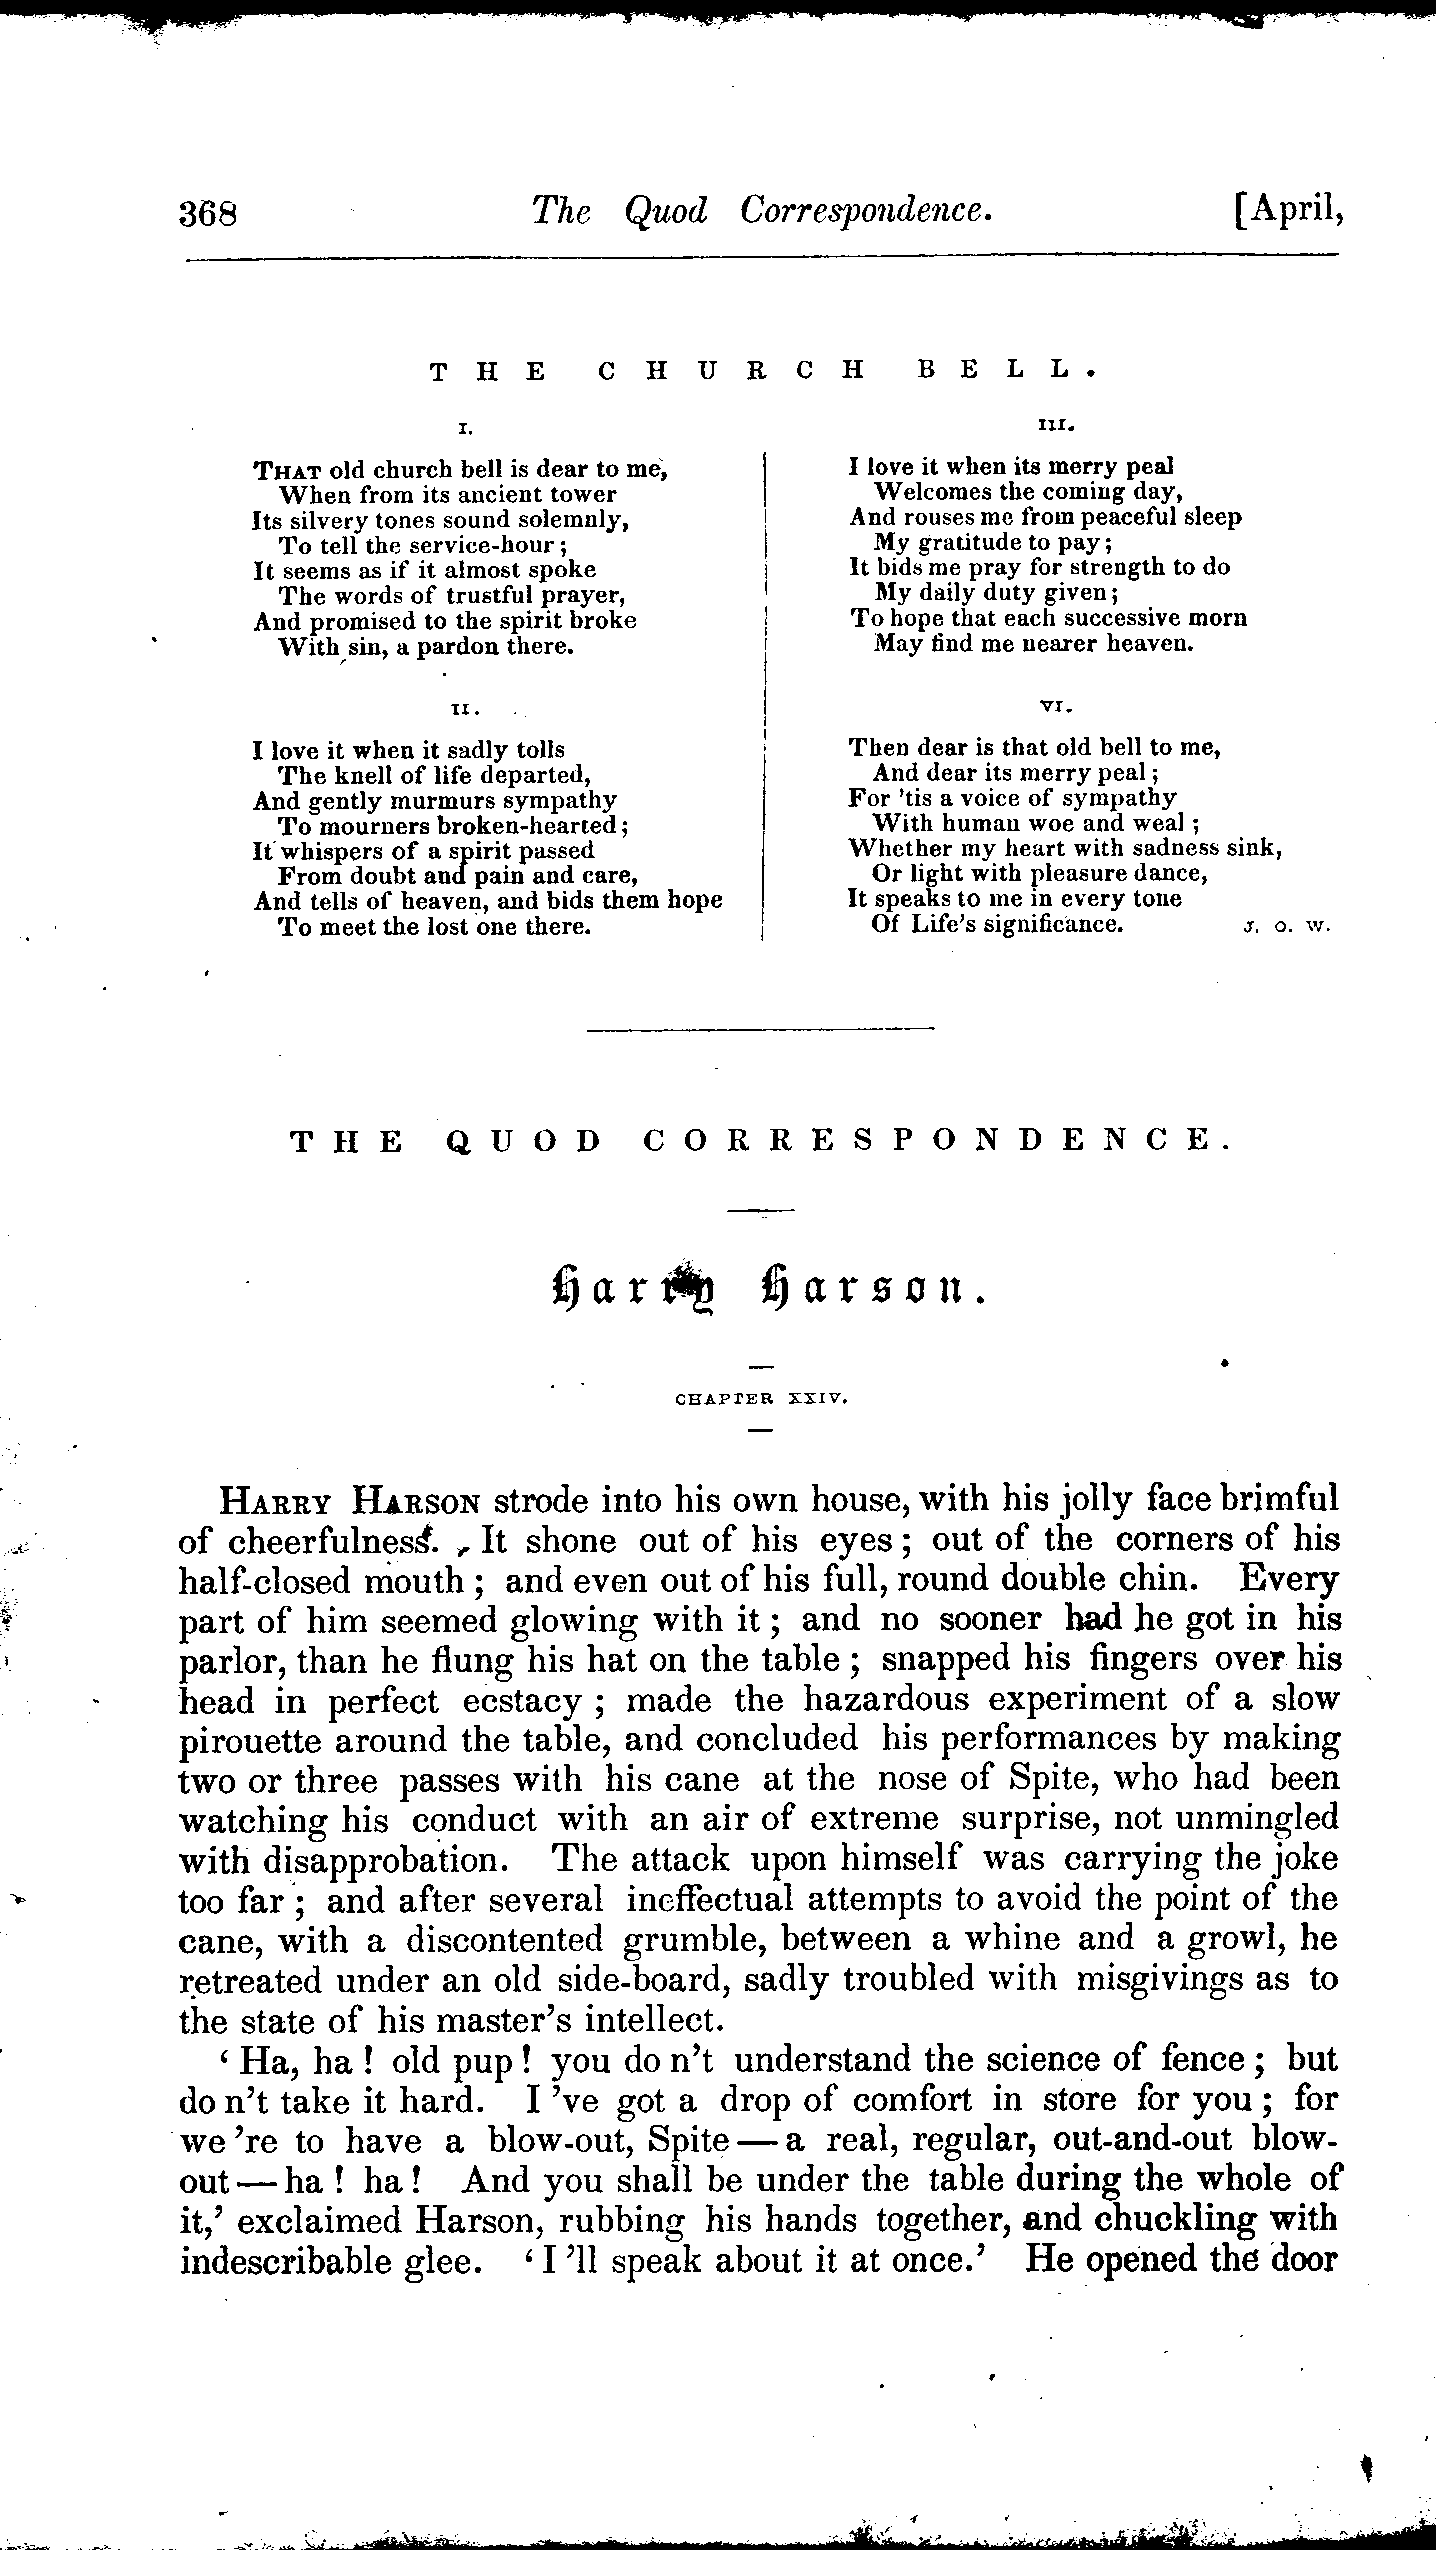 368 The Quod Correspondence. [April,
THE CHURCH BELL.
I.
THAT old church bell is dear to me,
When from its ancient tower
Its silvery tones sound solemnly,
To tell the service-hour;
It seems as if it almost spoke
The words of trustful prayer,
And promised to the spirit broke
With sin, a pardon there.
II.
I love it when it sadly tolls
The knell of life departed,
And gently murmurs sympathy
To mourners broken-hearted;
It whispers of a spirit passed
From doubt and pain and care,
And tells of heaven, and bids them hope
To meet the lost one there.
III.
I love it when its merry peal
Welcomes the coming day,
And rouses me from peaceful sleep
My gratitude to pay;
It bids me pray for strength to do
My daily duty given;
To hope that each successive morn
May find me nearer heaven.
VI.
Then dear is that old bell to me,
And dear its merry peal;
For 'tis a voice of sympathy
With human woe and weal;
Whether my heart with sadness sink,
Or light with pleasure dance,
It speaks to me in every tone
Of Life's significance. J. O. W.
THE QUOD CORRESPONDENCE.
Harry Harson.
CHAPTER XXIV.
HARRY HARSON strode into his own house, with his jolly face brimful
of cheerfulness. It shone out of his eyes; out of the corners of his
half-closed mouth; and even out of his full, round double chin. Every
part of him seemed glowing with it; and no sooner had he got in his
parlor, than he flung his hat on the table; snapped his fingers over his
head in perfect ecstacy; made the hazardous experiment of a slow
pirouette around the table, and concluded his performances by making
two or three passes with his cane at the nose of Spite, who had been
watching his conduct with an air of extreme surprise, not unmingled
with disapprobation. The attack upon himself was carrying the joke
too far; and after several ineffectual attempts to avoid the point of the
cane, with a discontented grumble, between a whine and a growl, he
retreated under an old side-board, sadly troubled with misgivings as to
the state of his master's intellect.
'Ha, ha! old pup! you do n't understand the science of fence; but
do n't take it hard. I 've got a drop of comfort in store for you; for
we 're to have a blow-out, Spite — a real, regular, out-and-out blow-
out — ha! ha! And you shall be under the table during the whole of
it,' exclaimed Harson, rubbing his hands together, and chuckling with
indescribable glee. 'I 'll speak about it at once.' He opened the door